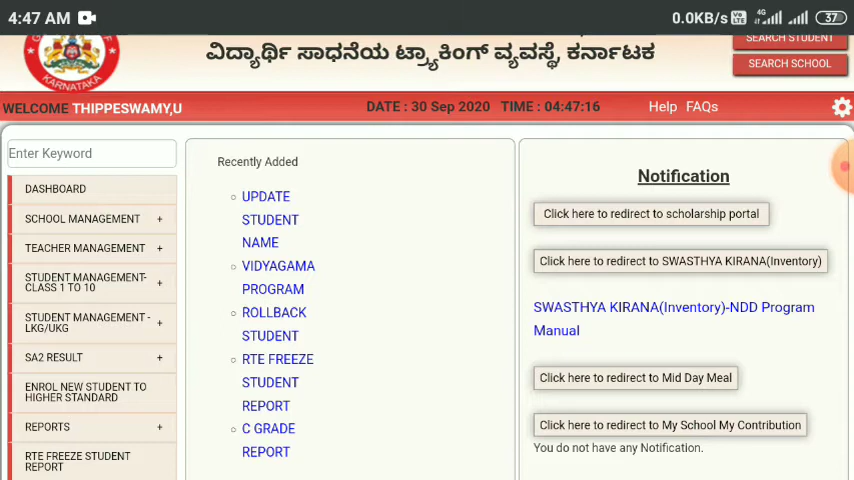 4:47 AM
0.0KB/s VoLTE 4G 37
SEARCH STUDENT
ವಿದ್ಯಾರ್ಥಿ ಸಾಧನೆಯ ಟ್ರ್ಯಾಕಿಂಗ್ ವ್ಯವಸ್ಥೆ, ಕರ್ನಾಟಕ
SEARCH SCHOOL
KARNATAKA
WELCOME THIPPESWAMY,U
DATE : 30 Sep 2020 TIME : 04:47:16
Help FAQs
Enter Keyword
DASHBOARD
SCHOOL MANAGEMENT +
TEACHER MANAGEMENT +
STUDENT MANAGEMENT-
CLASS 1 TO 10 +
STUDENT MANAGEMENT -
LKG/UKG +
SA2 RESULT +
ENROL NEW STUDENT TO
HIGHER STANDARD
REPORTS +
RTE FREEZE STUDENT
REPORT
Recently Added
UPDATE
STUDENT
NAME
VIDYAGAMA
PROGRAM
ROLLBACK
STUDENT
RTE FREEZE
STUDENT
REPORT
C GRADE
REPORT
Notification
Click here to redirect to scholarship portal
Click here to redirect to SWASTHYA KIRANA(Inventory)
SWASTHYA KIRANA(Inventory)-NDD Program
Manual
Click here to redirect to Mid Day Meal
Click here to redirect to My School My Contribution
You do not have any Notification.